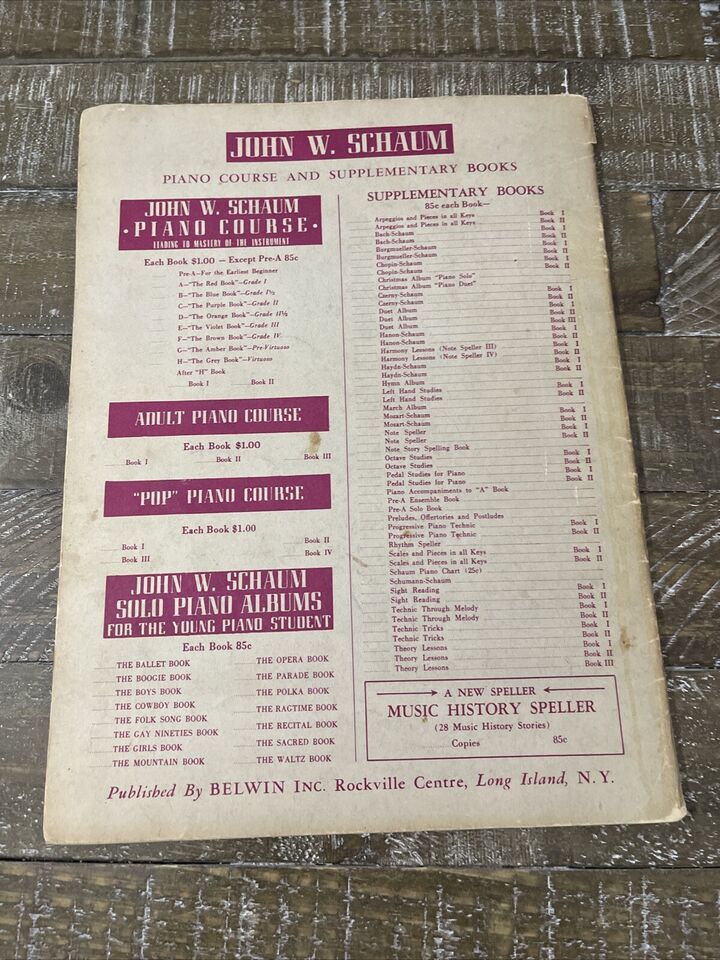 JOHN W. SCHAUM
PIANO COURSE AND SUPPLEMENTARY BOOKS
JOHN W. SCHAUM
• PIANO COURSE •
LEADING TO MASTERY OF THE INSTRUMENT
Each Book $1.00 — Except Pre-A 85c
Pre-A—For the Earliest Beginner
A—"The Red Book"—Grade I
B—"The Blue Book"—Grade I½
C—"The Purple Book"—Grade II
D—"The Orange Book"—Grade II½
E—"The Violet Book"—Grade III
F—"The Brown Book"—Grade IV
G—"The Amber Book"—Pre-Virtuoso
H—"The Grey Book"—Virtuoso
After "H" Book
Book I Book II
ADULT PIANO COURSE
Each Book $1.00
Book I Book II Book III
"POP" PIANO COURSE
Each Book $1.00
Book I Book II
Book III Book IV
JOHN W. SCHAUM
SOLO PIANO ALBUMS
FOR THE YOUNG PIANO STUDENT
Each Book 85c
THE BALLET BOOK
THE BOOGIE BOOK
THE BOYS BOOK
THE COWBOY BOOK
THE FOLK SONG BOOK
THE GAY NINETIES BOOK
THE GIRLS BOOK
THE MOUNTAIN BOOK
THE OPERA BOOK
THE PARADE BOOK
THE POLKA BOOK
THE RAGTIME BOOK
THE RECITAL BOOK
THE SACRED BOOK
THE WALTZ BOOK
SUPPLEMENTARY BOOKS
85c each Book—
Arpeggios and Pieces in all Keys Book I
Arpeggios and Pieces in all Keys Book II
Bach-Schaum Book I
Bach-Schaum Book II
Burgmueller-Schaum Book I
Burgmueller-Schaum Book II
Chopin-Schaum Book I
Chopin-Schaum Book II
Christmas Album "Piano Solo"
Christmas Album "Piano Duet"
Czerny-Schaum Book I
Czerny-Schaum Book II
Duet Album Book I
Duet Album Book II
Duet Album Book III
Hanon-Schaum Book I
Hanon-Schaum Book II
Harmony Lessons (Note Speller III) Book I
Harmony Lessons (Note Speller IV) Book II
Haydn-Schaum Book I
Haydn-Schaum Book II
Hymn Album
Left Hand Studies Book I
Left Hand Studies Book II
March Album
Mozart-Schaum Book I
Mozart-Schaum Book II
Note Speller Book I
Note Speller Book II
Note Story Spelling Book
Octave Studies Book I
Octave Studies Book II
Pedal Studies for Piano Book I
Pedal Studies for Piano Book II
Piano Accompaniments to "A" Book
Pre-A Ensemble Book
Pre-A Solo Book
Preludes, Offertories and Postludes
Progressive Piano Technic Book I
Progressive Piano Technic Book II
Rhythm Speller
Scales and Pieces in all Keys Book I
Scales and Pieces in all Keys Book II
Schaum Piano Chart (25c)
Schumann-Schaum
Sight Reading Book I
Sight Reading Book II
Technic Through Melody Book I
Technic Through Melody Book II
Technic Tricks Book I
Technic Tricks Book II
Theory Lessons Book I
Theory Lessons Book II
Theory Lessons Book III
A NEW SPELLER
MUSIC HISTORY SPELLER
(28 Music History Stories)
Copies 85c
Published By BELWIN INC. Rockville Centre, Long Island, N.Y.